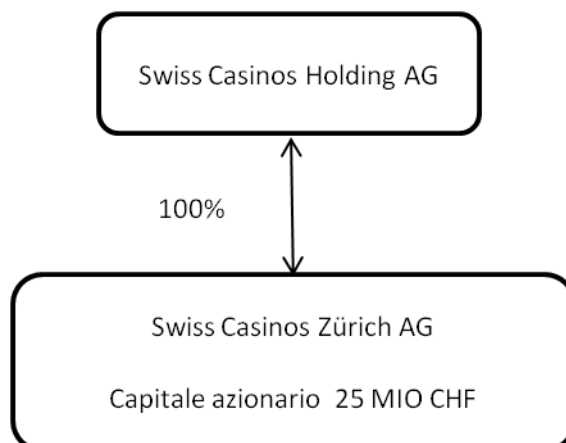 Swiss Casinos Holding AG
100%
Swiss Casinos Zürich AG
Capitale azionario 25 MIO CHF